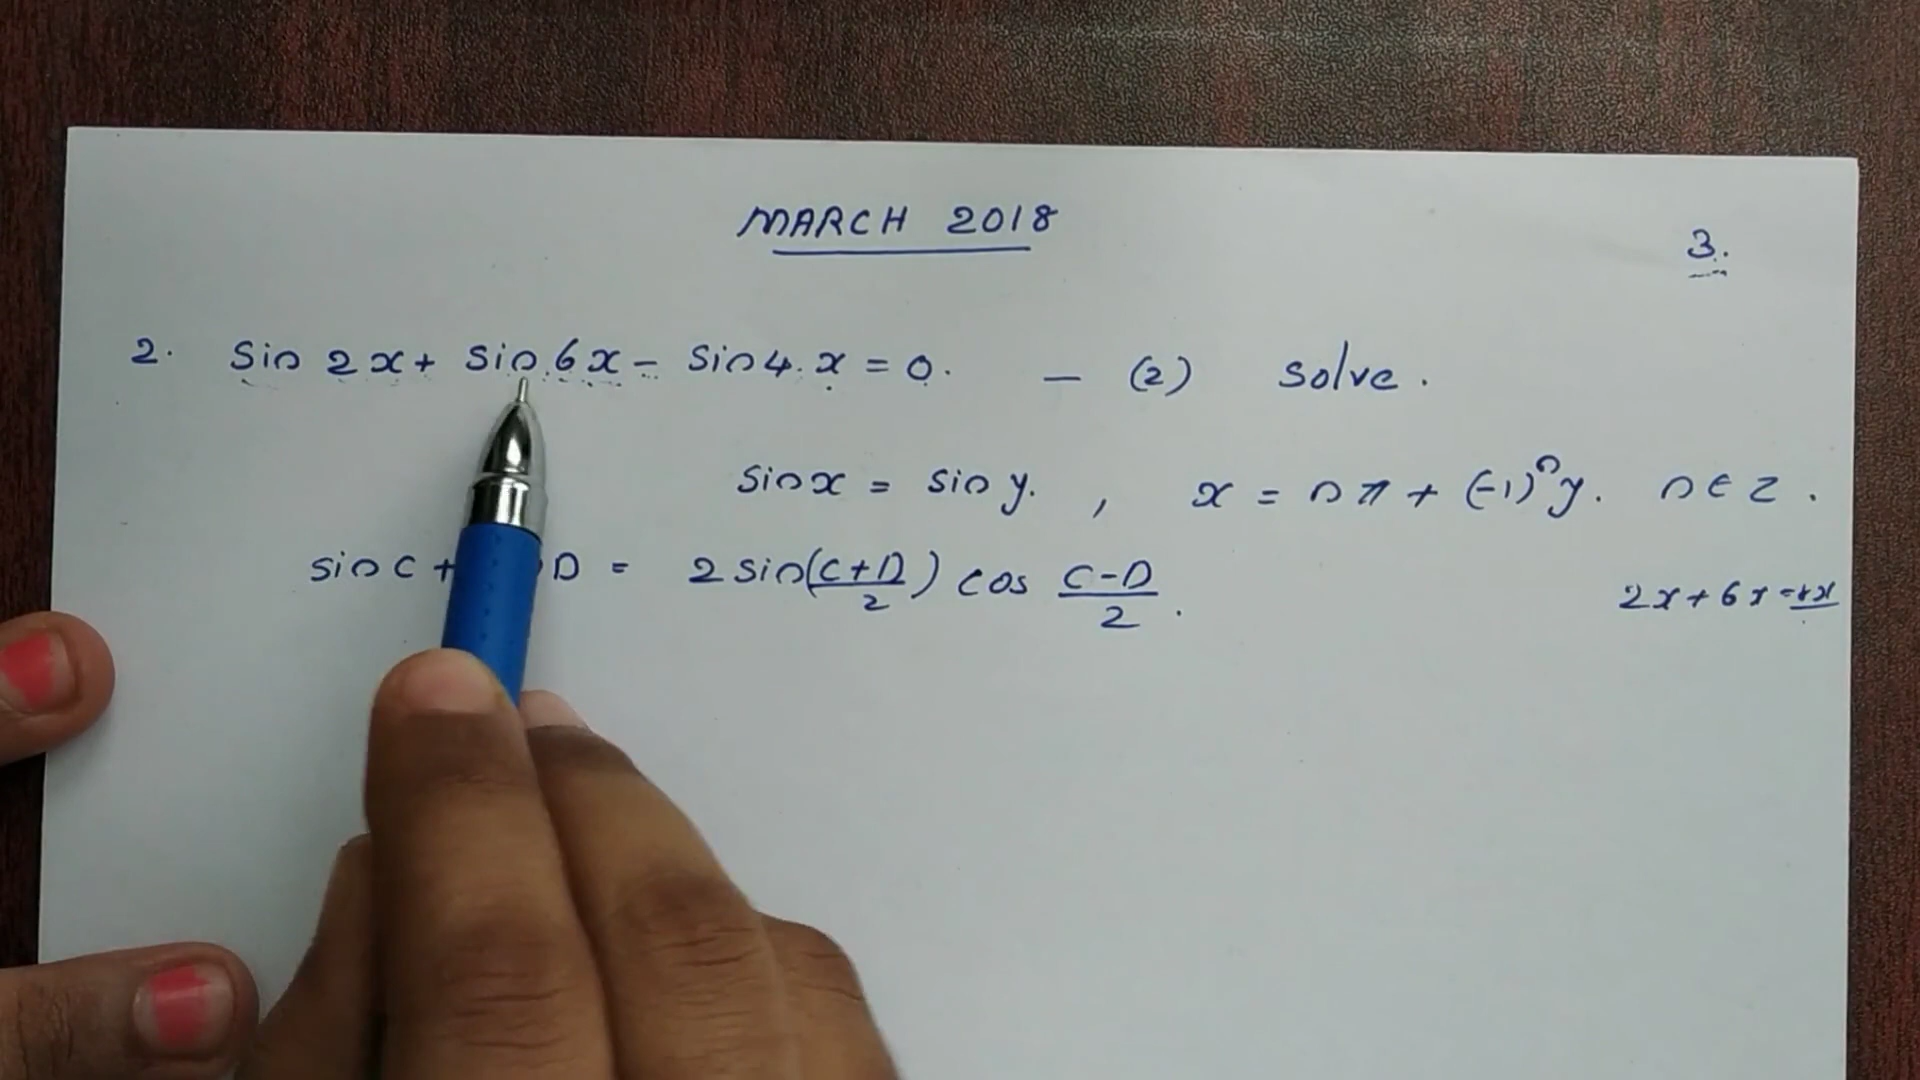 MARCH 2018
3.
2. Sin 2x + Sin 6x - Sin 4.x = 0. - (2) Solve.
Sin x = Sin y. , x = nπ + (-1)ⁿy. n ∈ Z.
Sin C + D = 2 Sin(C+D/2) Cos C-D/2.
2x + 6x =